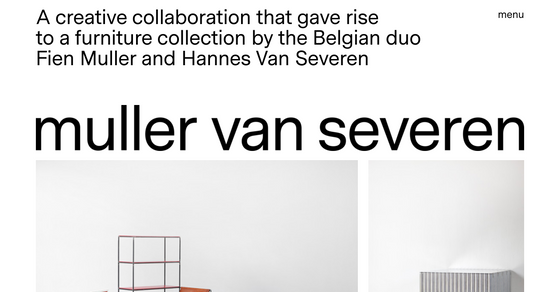 A creative collaboration that gave rise
to a furniture collection by the Belgian duo
Fien Muller and Hannes Van Severen
menu
muller van severen